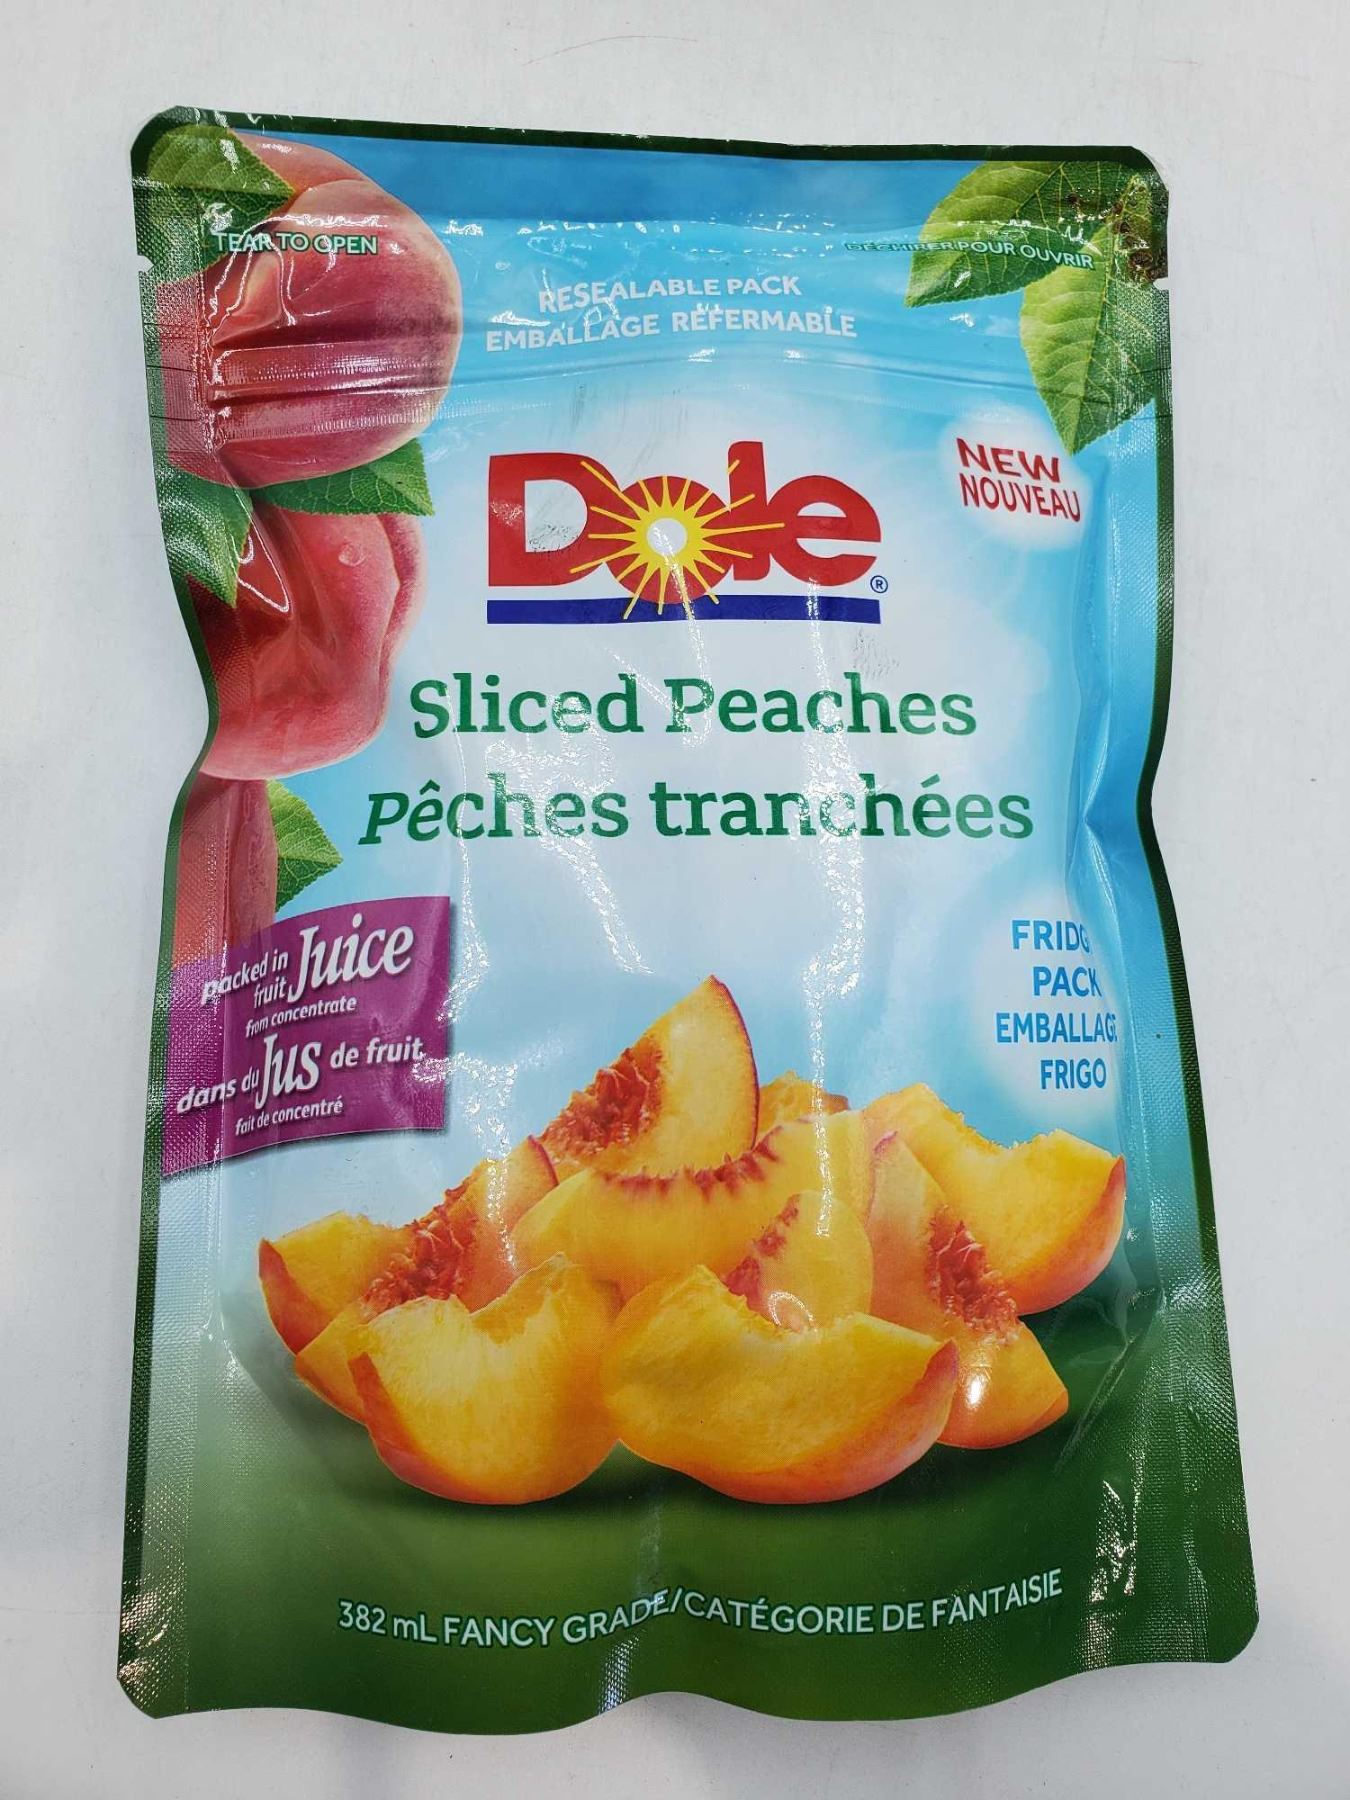 TEAR TO OPEN
DÉCHIRER POUR OUVRIR
RESEALABLE PACK
EMBALLAGE REFERMABLE
Dole®
NEW
NOUVEAU
Sliced Peaches
Pêches tranchées
packed in
fruit Juice
from concentrate
dans du Jus de fruit
fait de concentré
FRIDG
PACK
EMBALLAGE
FRIGO
382 mL FANCY GRADE/CATÉGORIE DE FANTAISIE